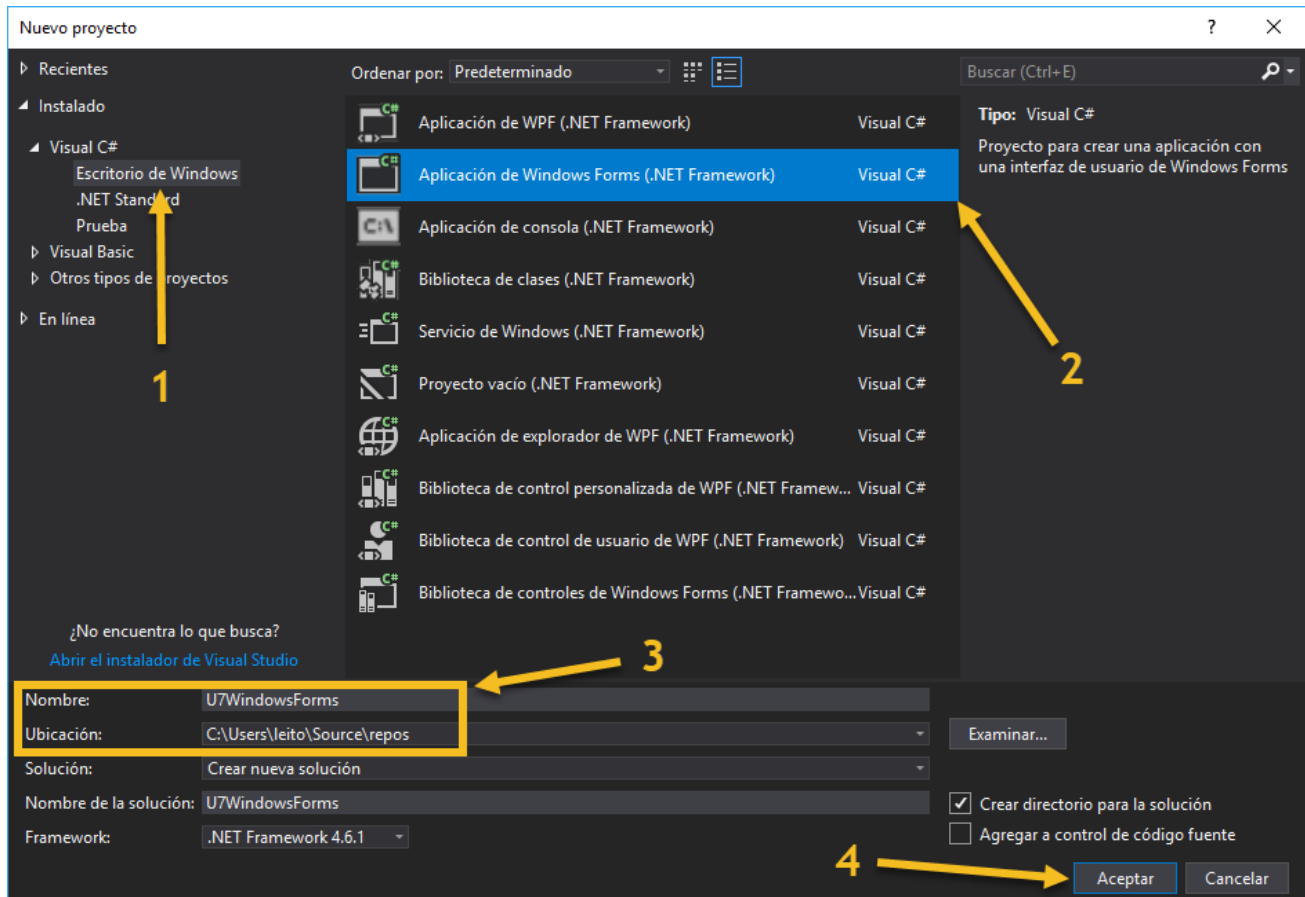 Nuevo proyecto
?
Recientes
Instalado
Visual C#
Escritorio de Windows
.NET Standard
Prueba
Visual Basic
Otros tipos de proyectos
En línea
1
¿No encuentra lo que busca?
Abrir el instalador de Visual Studio
Ordenar por: Predeterminado
Aplicación de WPF (.NET Framework) Visual C#
Aplicación de Windows Forms (.NET Framework) Visual C#
Aplicación de consola (.NET Framework) Visual C#
Biblioteca de clases (.NET Framework) Visual C#
Servicio de Windows (.NET Framework) Visual C#
Proyecto vacío (.NET Framework) Visual C#
Aplicación de explorador de WPF (.NET Framework) Visual C#
Biblioteca de control personalizada de WPF (.NET Framew... Visual C#
Biblioteca de control de usuario de WPF (.NET Framework) Visual C#
Biblioteca de controles de Windows Forms (.NET Framewo... Visual C#
Buscar (Ctrl+E)
Tipo: Visual C#
Proyecto para crear una aplicación con
una interfaz de usuario de Windows Forms
2
3
Nombre: U7WindowsForms
Ubicación: C:\Users\leito\Source\repos
Examinar...
Solución: Crear nueva solución
Nombre de la solución: U7WindowsForms
Crear directorio para la solución
Framework: .NET Framework 4.6.1
Agregar a control de código fuente
4
Aceptar Cancelar